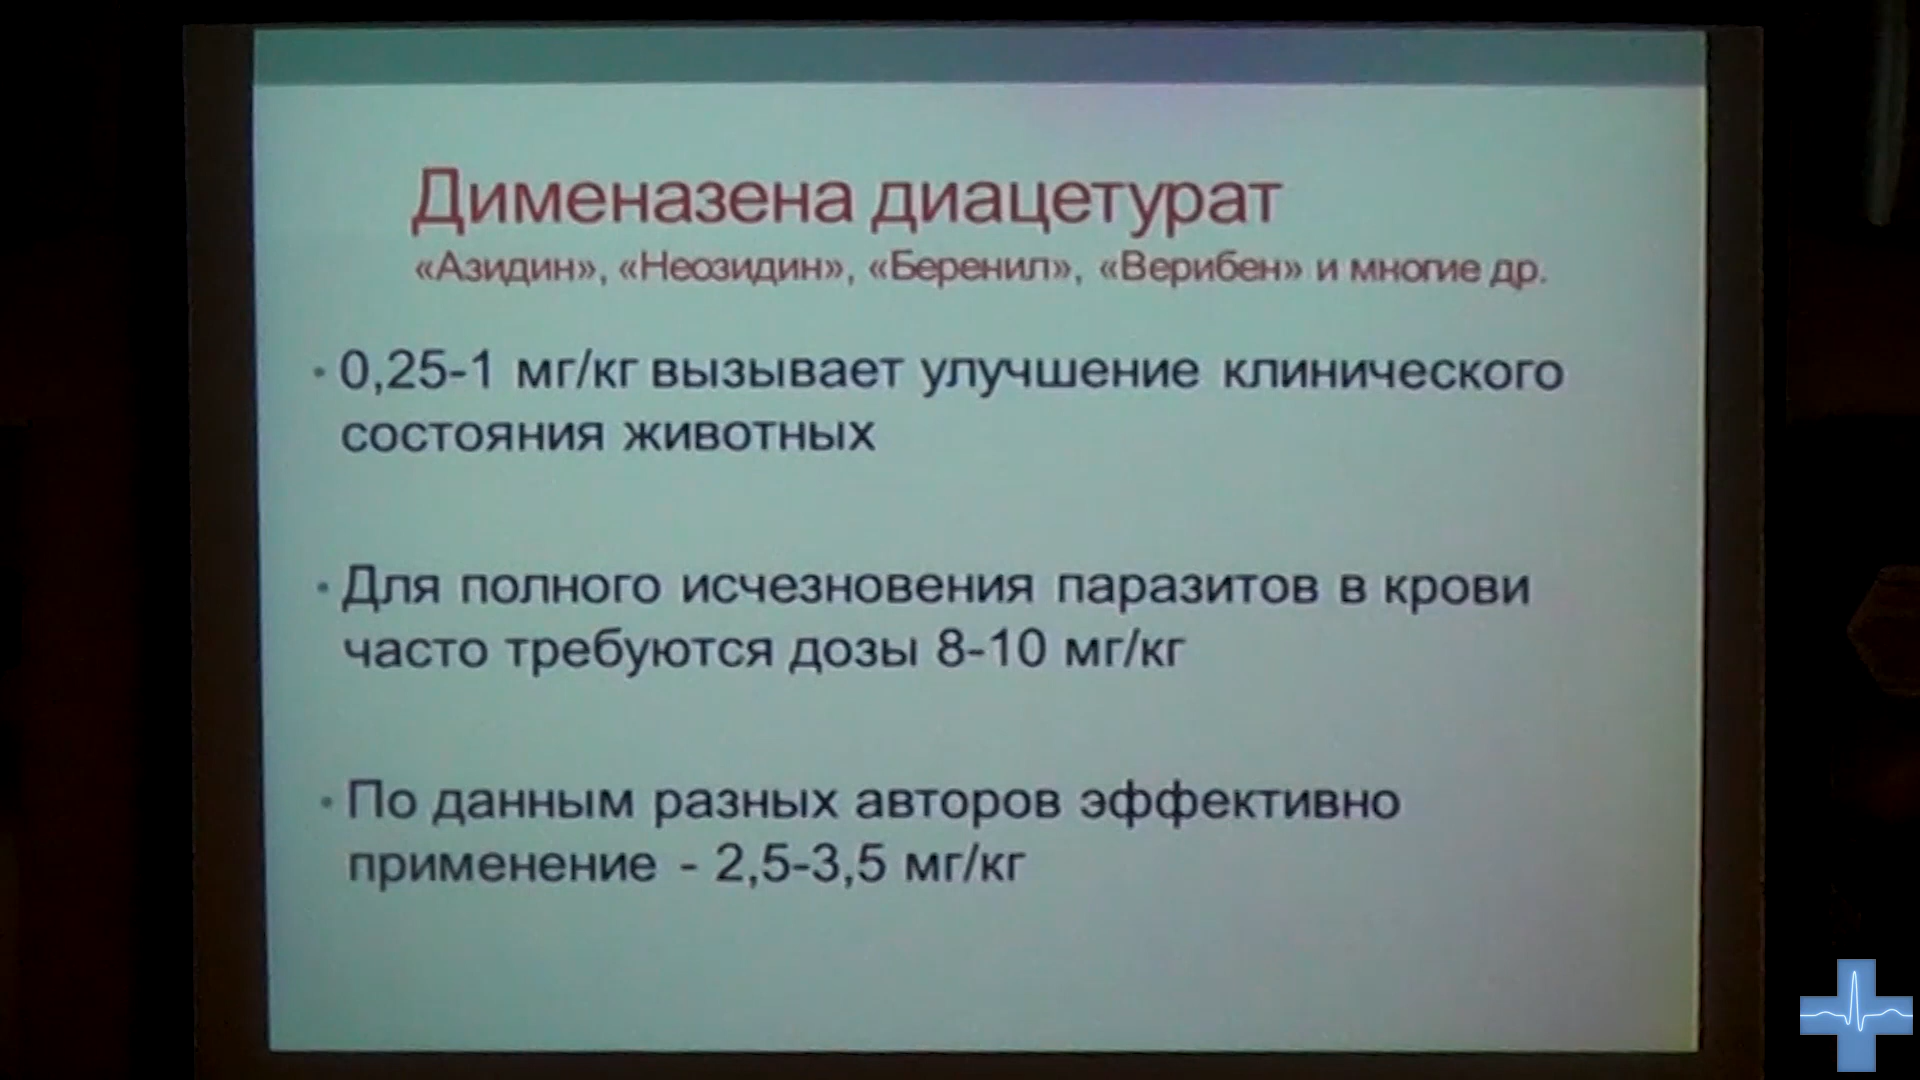 Дименазена диацетурат
«Азидин», «Неозидин», «Беренил», «Верибен» и многие др.
• 0,25-1 мг/кг вызывает улучшение клинического
состояния животных
• Для полного исчезновения паразитов в крови
часто требуются дозы 8-10 мг/кг
• По данным разных авторов эффективно
применение - 2,5-3,5 мг/кг